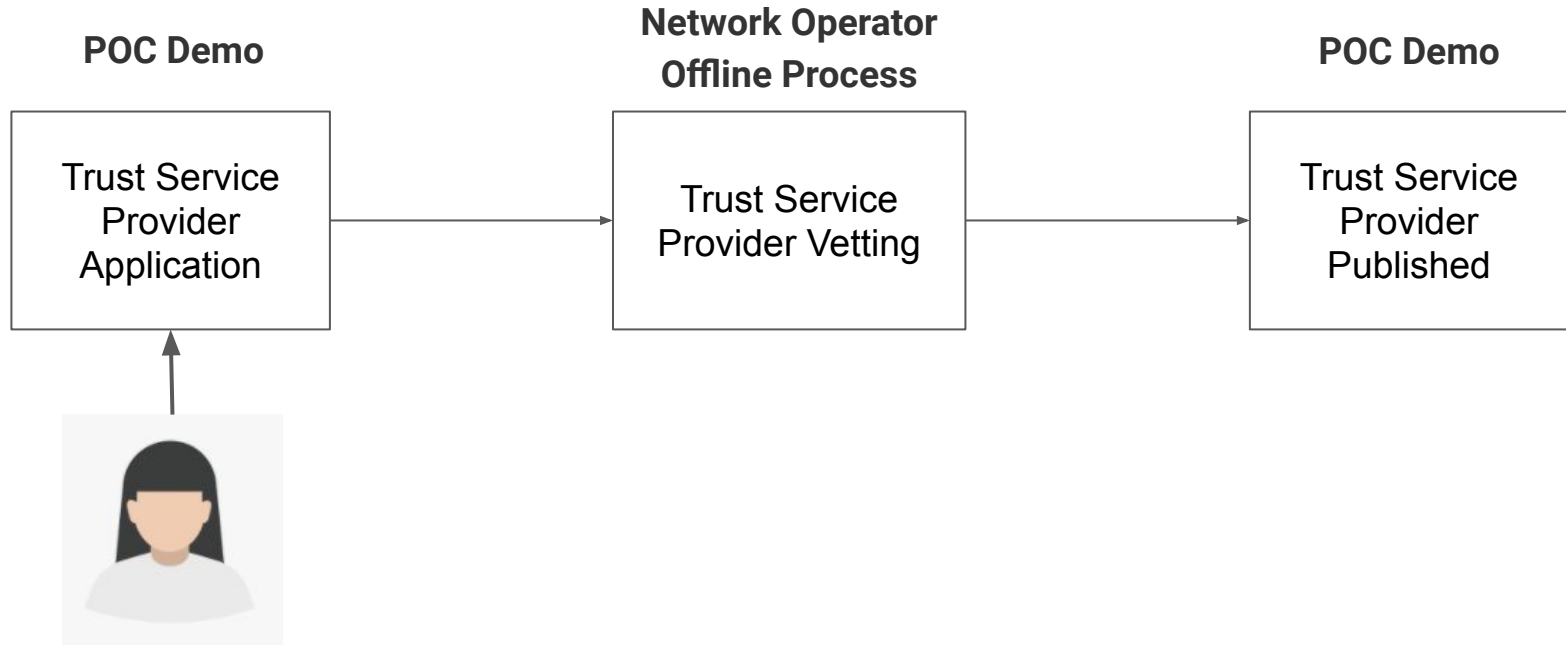 POC Demo
Network Operator
Offline Process
POC Demo
Trust Service
Provider
Application
Trust Service
Provider Vetting
Trust Service
Provider
Published